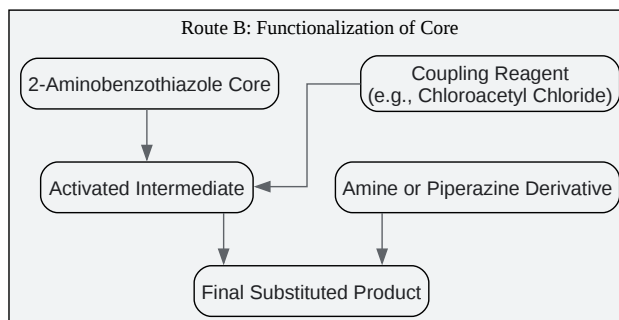 Route B: Functionalization of Core
2-Aminobenzothiazole Core
Coupling Reagent
(e.g., Chloroacetyl Chloride)
Activated Intermediate
Amine or Piperazine Derivative
Final Substituted Product